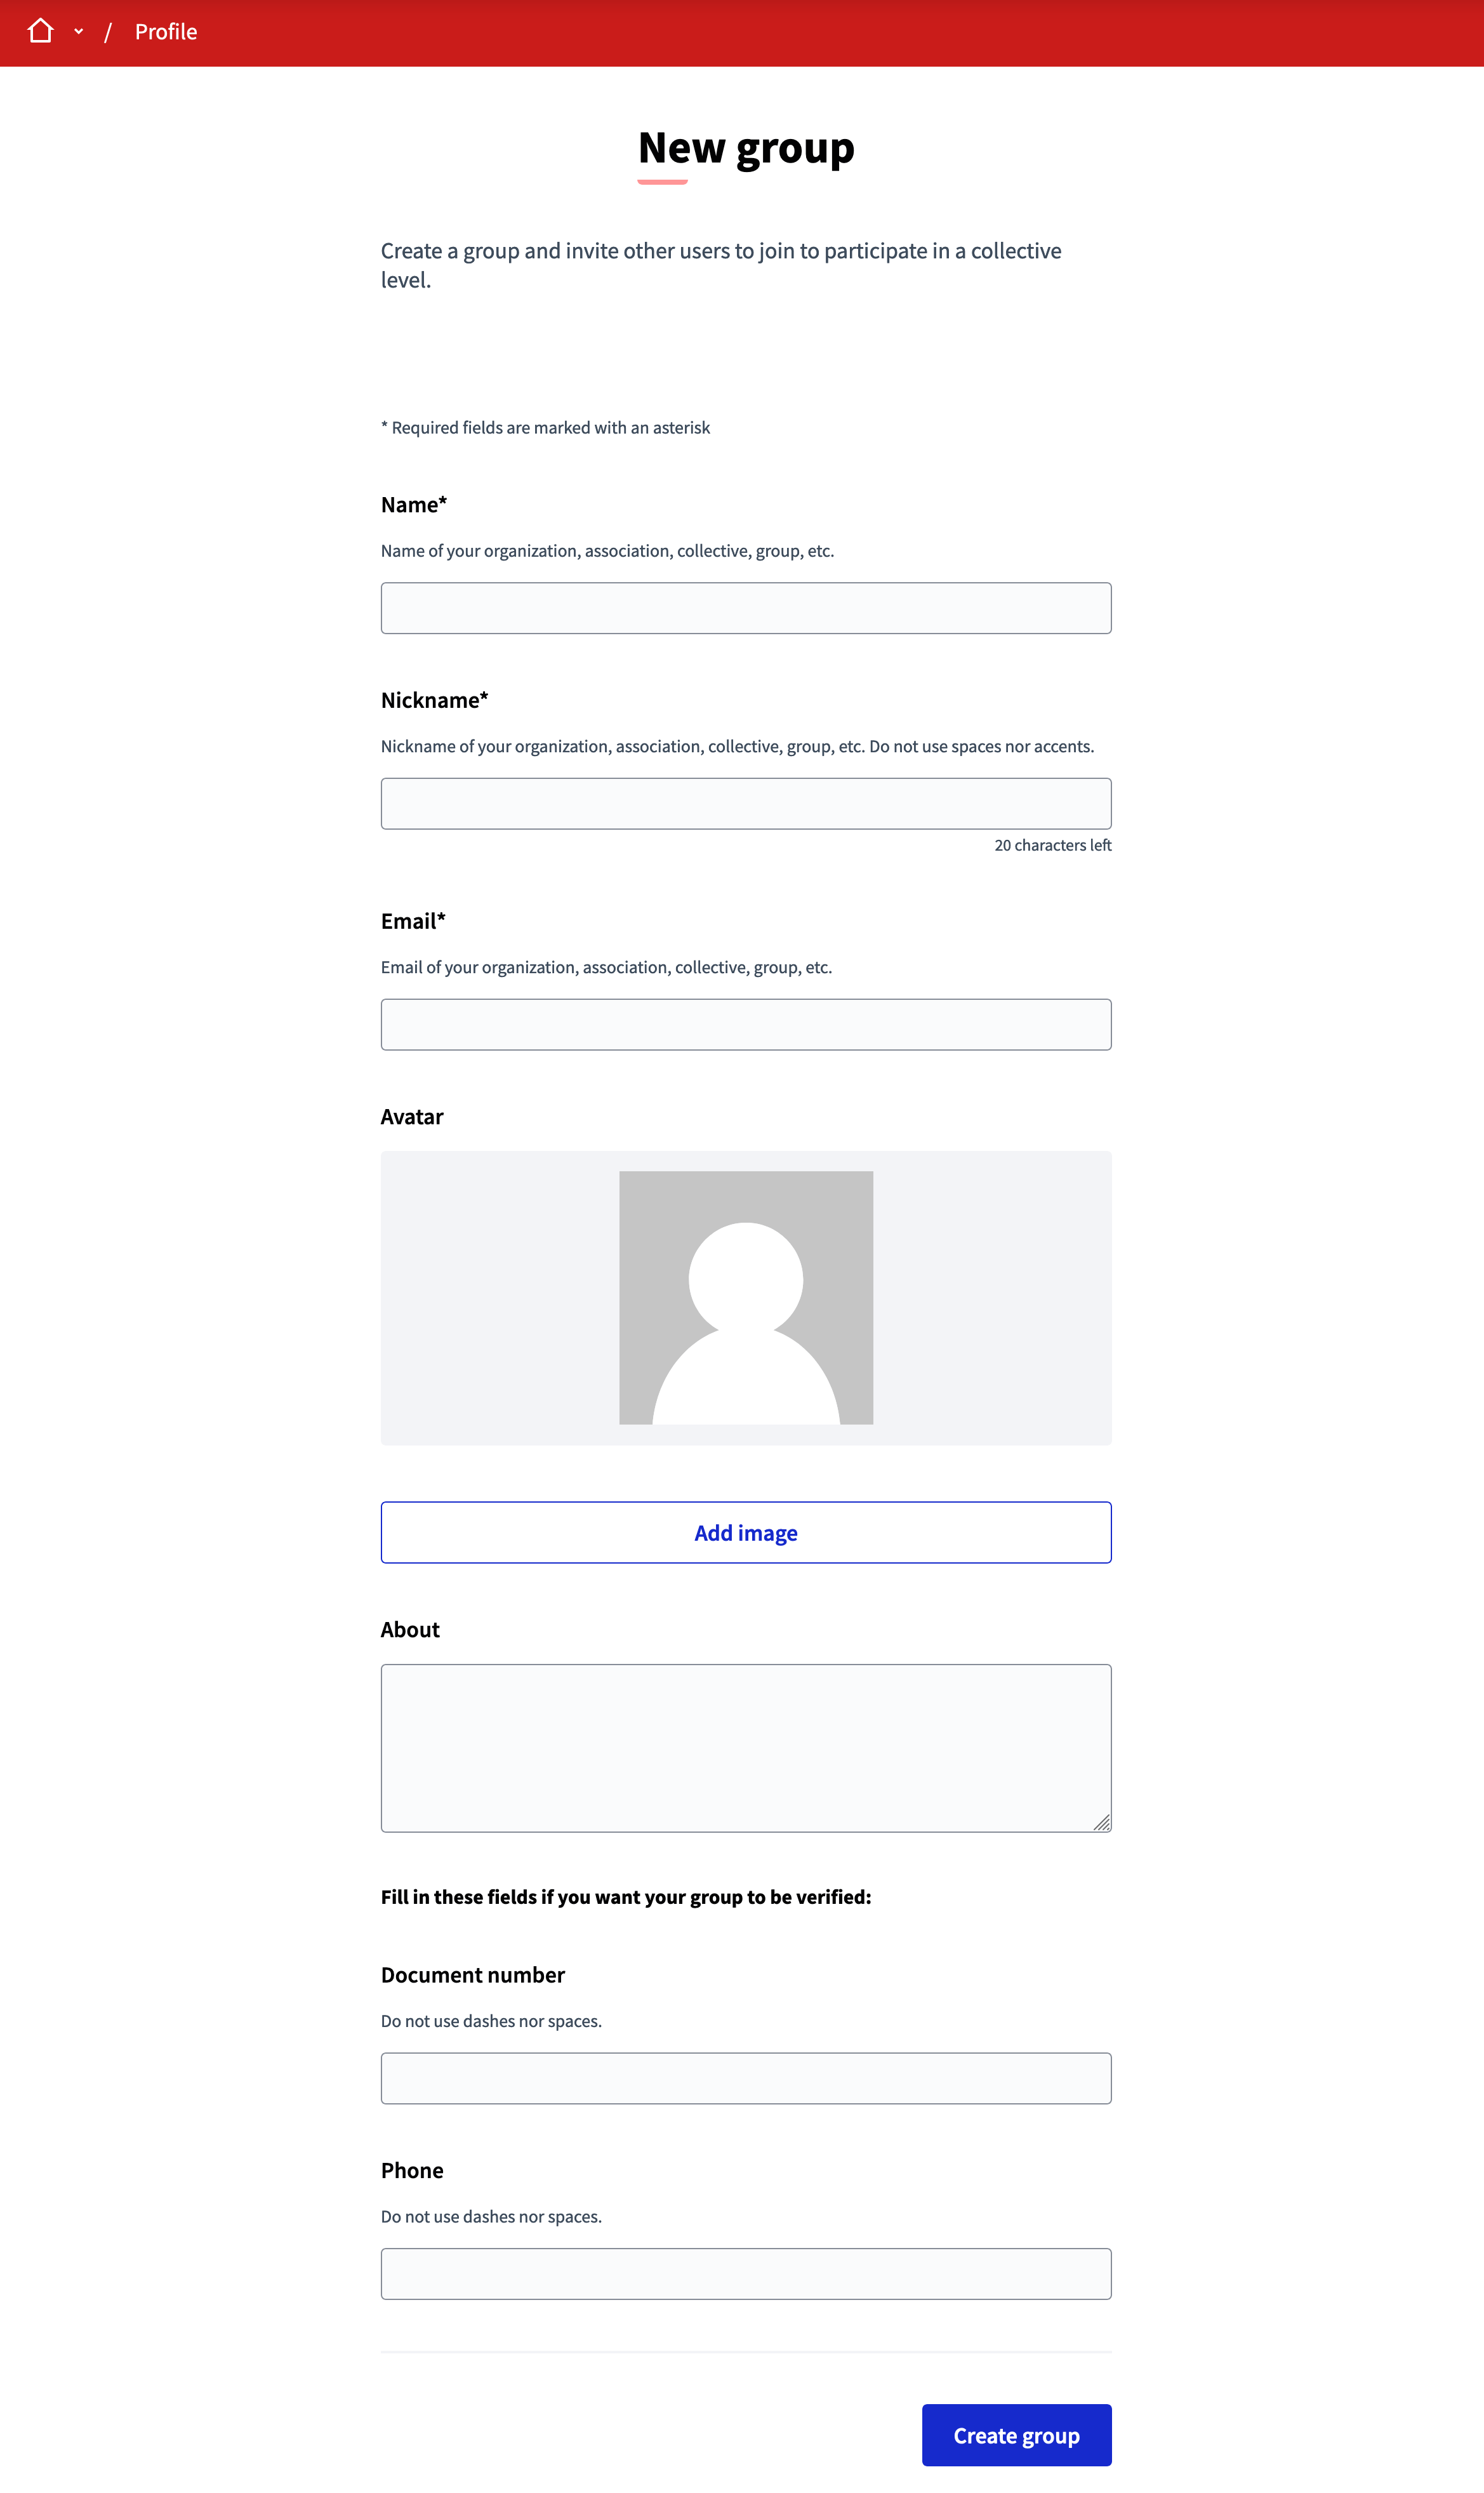 / Profile
New group
Create a group and invite other users to join to participate in a collective
level.
* Required fields are marked with an asterisk
Name*
Name of your organization, association, collective, group, etc.
Nickname*
Nickname of your organization, association, collective, group, etc. Do not use spaces nor accents.
20 characters left
Email*
Email of your organization, association, collective, group, etc.
Avatar
Add image
About
Fill in these fields if you want your group to be verified:
Document number
Do not use dashes nor spaces.
Phone
Do not use dashes nor spaces.
Create group